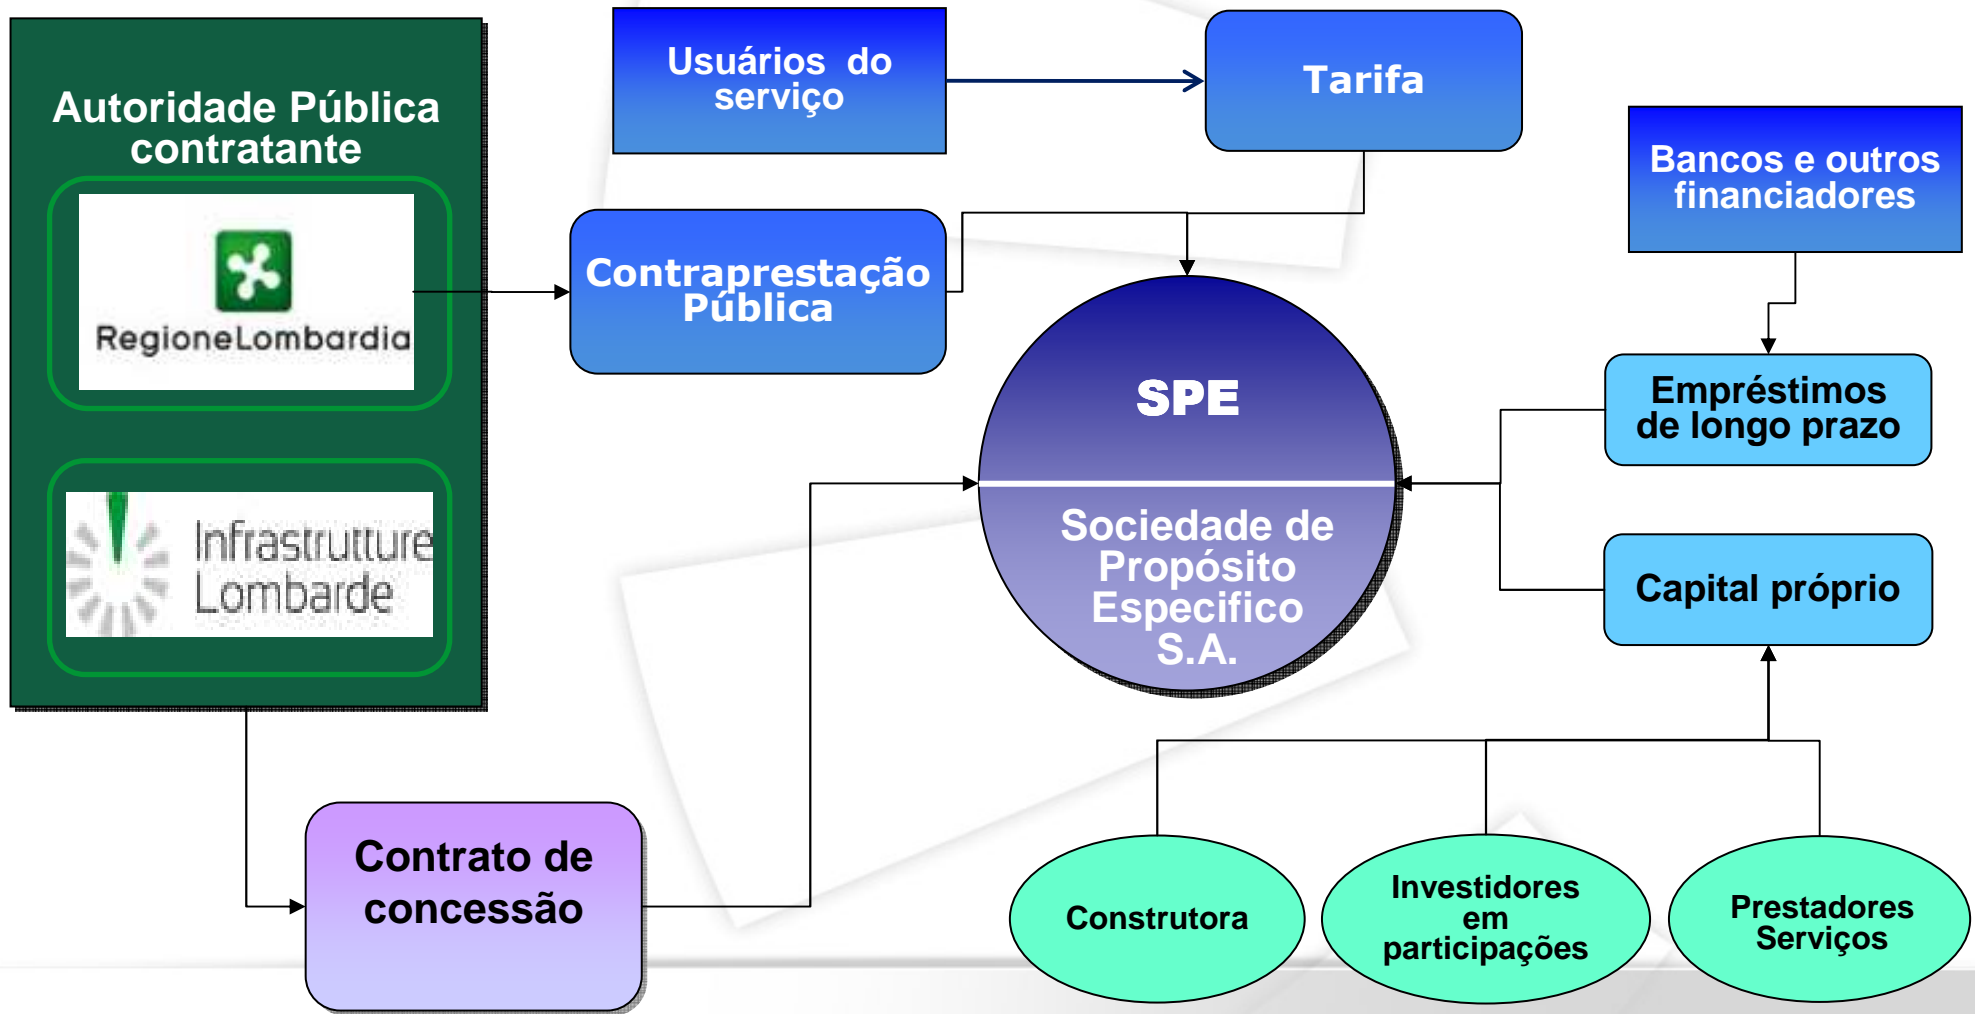 Autoridade Pública
contratante
RegioneLombardia
Infrastrutture
Lombarde
Usuários do
serviço
Tarifa
Contraprestação
Pública
Bancos e outros
financiadores
SPE
Sociedade de
Propósito
Especifico
S.A.
Empréstimos
de longo prazo
Capital próprio
Contrato de
concessão
Construtora
Investidores
em
participações
Prestadores
Serviços